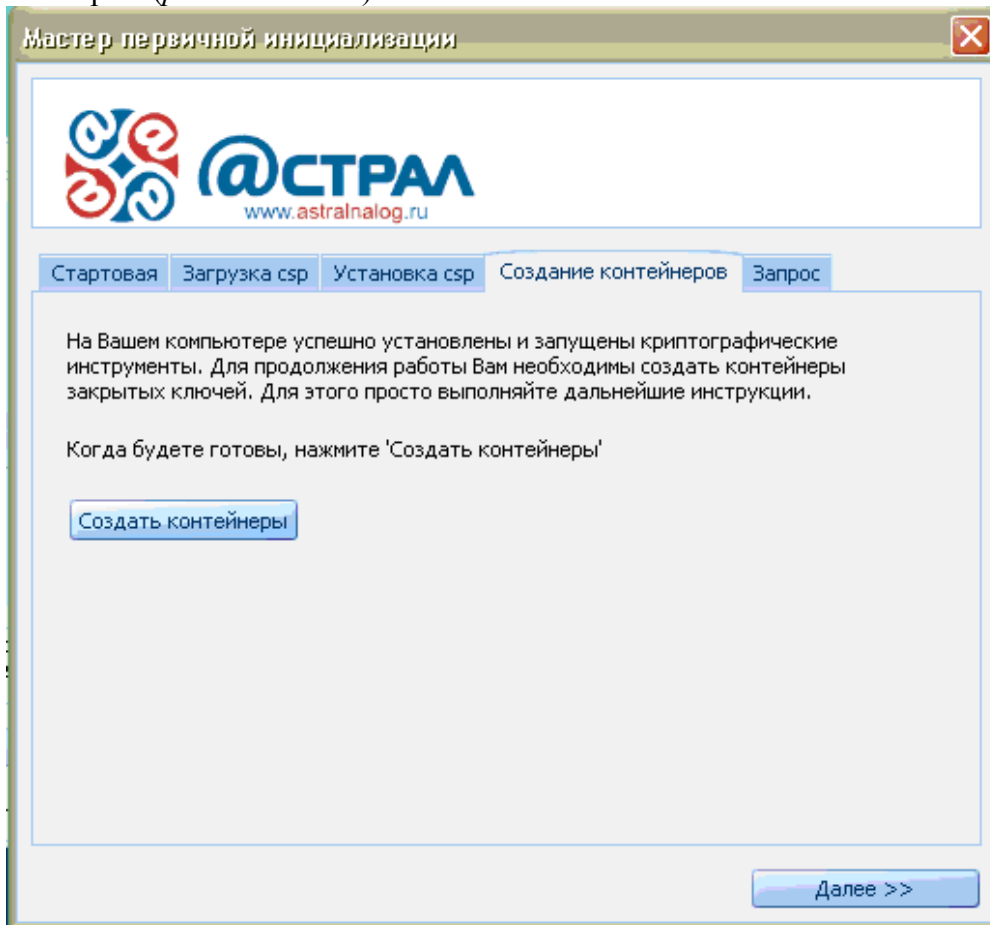 Мастер первичной инициализации
@СТРАЛ
www.astralnalog.ru
Стартовая Загрузка csp Установка csp Создание контейнеров Запрос
На Вашем компьютере успешно установлены и запущены криптографические
инструменты. Для продолжения работы Вам необходимы создать контейнеры
закрытых ключей. Для этого просто выполняйте дальнейшие инструкции.
Когда будете готовы, нажмите 'Создать контейнеры'
Создать контейнеры
Далее >>